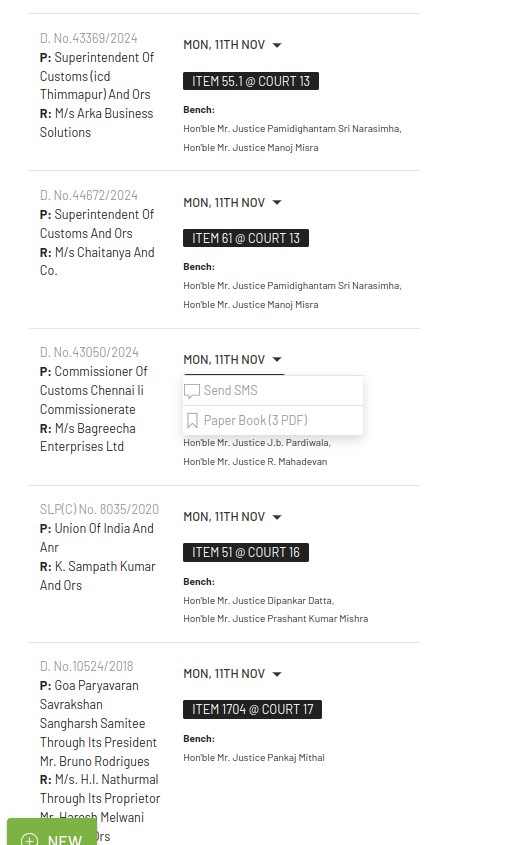 D. No.43369/2024
P: Superintendent Of
Customs (icd
Thimmapur) And Ors
R: M/s Arka Business
Solutions
MON, 11TH NOV
ITEM 55.1 @ COURT 13
Bench:
Hon'ble Mr. Justice Pamidighantam Sri Narasimha,
Hon'ble Mr. Justice Manoj Misra
D. No.44672/2024
P: Superintendent Of
Customs And Ors
R: M/s Chaitanya And
Co.
MON, 11TH NOV
ITEM 61 @ COURT 13
Bench:
Hon'ble Mr. Justice Pamidighantam Sri Narasimha,
Hon'ble Mr. Justice Manoj Misra
D. No.43050/2024
P: Commissioner Of
Customs Chennai Ii
Commissionerate
R: M/s Bagreecha
Enterprises Ltd
MON, 11TH NOV
Send SMS
Paper Book (3 PDF)
Hon'ble Mr. Justice J.b. Pardiwala,
Hon'ble Mr. Justice R. Mahadevan
SLP(C) No. 8035/2020
P: Union Of India And
Anr
R: K. Sampath Kumar
And Ors
MON, 11TH NOV
ITEM 51 @ COURT 16
Bench:
Hon'ble Mr. Justice Dipankar Datta,
Hon'ble Mr. Justice Prashant Kumar Mishra
D. No.10524/2018
P: Goa Paryavaran
Savrakshan
Sangharsh Samitee
Through Its President
Mr. Bruno Rodrigues
R: M/s. H.l. Nathurmal
Through Its Proprietor
Mr. Haresh Melwani
Ors
MON, 11TH NOV
ITEM 1704 @ COURT 17
Bench:
Hon'ble Mr. Justice Pankaj Mithal
NEW